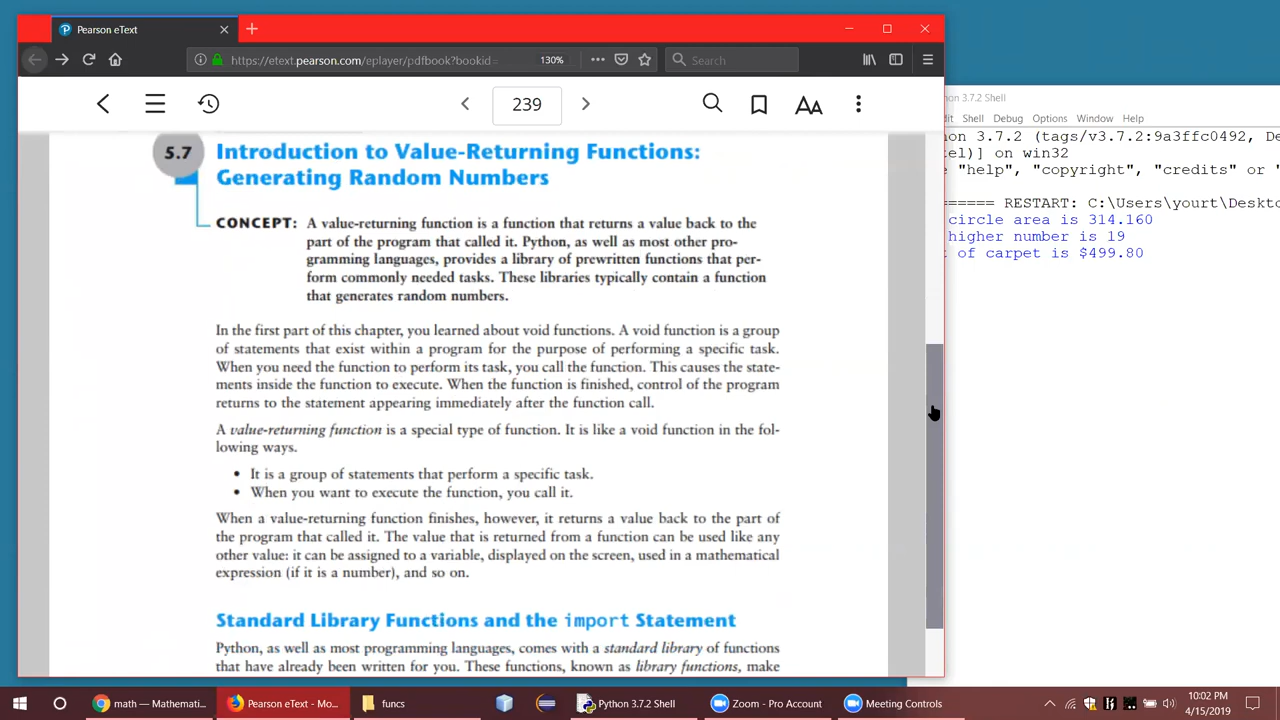 Pearson eText
https://etext.pearson.com/eplayer/pdfbook?bookid=
130%
Search
239
5.7
Introduction to Value-Returning Functions:
Generating Random Numbers
CONCEPT: A value-returning function is a function that returns a value back to the
part of the program that called it. Python, as well as most other pro-
gramming languages, provides a library of prewritten functions that per-
form commonly needed tasks. These libraries typically contain a function
that generates random numbers.
In the first part of this chapter, you learned about void functions. A void function is a group
of statements that exist within a program for the purpose of performing a specific task.
When you need the function to perform its task, you call the function. This causes the state-
ments inside the function to execute. When the function is finished, control of the program
returns to the statement appearing immediately after the function call.
A value-returning function is a special type of function. It is like a void function in the fol-
lowing ways.
• It is a group of statements that perform a specific task.
• When you want to execute the function, you call it.
When a value-returning function finishes, however, it returns a value back to the part of
the program that called it. The value that is returned from a function can be used like any
other value: it can be assigned to a variable, displayed on the screen, used in a mathematical
expression (if it is a number), and so on.
Standard Library Functions and the import Statement
Python, as well as most programming languages, comes with a standard library of functions
that have already been written for you. These functions, known as library functions, make
hon 3.7.2 Shell
dit Shell Debug Options Window Help
hon 3.7.2 (tags/v3.7.2:9a3ffc0492, De
tel)] on win32
e "help", "copyright", "credits" or "
====== RESTART: C:\Users\yourt\Deskto
circle area is 314.160
higher number is 19
t of carpet is $499.80
math — Mathemati...
Pearson eText - Mo...
funcs
Python 3.7.2 Shell
Zoom - Pro Account
Meeting Controls
10:02 PM
4/15/2019